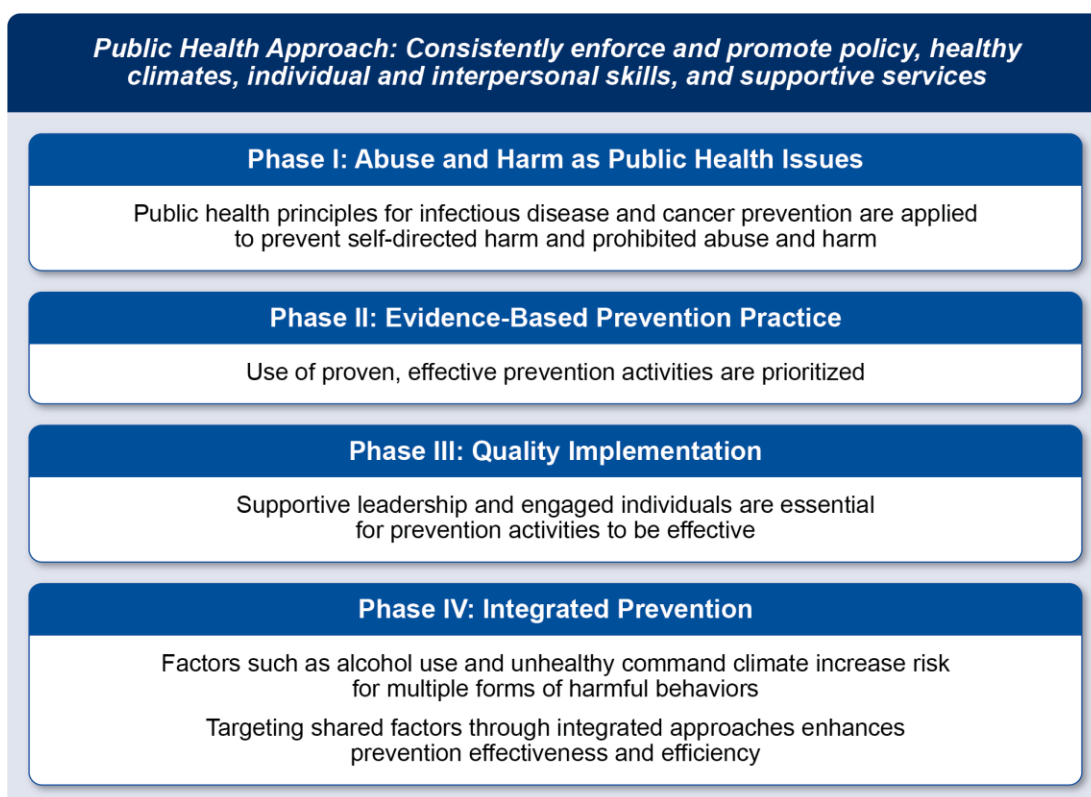 Public Health Approach: Consistently enforce and promote policy, healthy
climates, individual and interpersonal skills, and supportive services
Phase I: Abuse and Harm as Public Health Issues
Public health principles for infectious disease and cancer prevention are applied
to prevent self-directed harm and prohibited abuse and harm
Phase II: Evidence-Based Prevention Practice
Use of proven, effective prevention activities are prioritized
Phase III: Quality Implementation
Supportive leadership and engaged individuals are essential
for prevention activities to be effective
Phase IV: Integrated Prevention
Factors such as alcohol use and unhealthy command climate increase risk
for multiple forms of harmful behaviors
Targeting shared factors through integrated approaches enhances
prevention effectiveness and efficiency